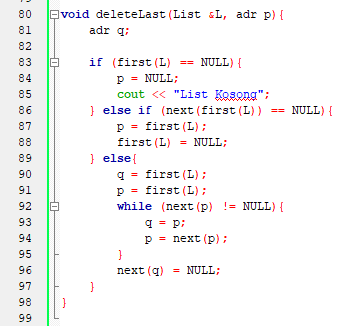 80 void deleteLast(List &L, adr p){
81     adr q;
82
83     if (first(L) == NULL){
84         p = NULL;
85         cout << "List Kosong";
86     } else if (next(first(L)) == NULL){
87         p = first(L);
88         first(L) = NULL;
89     } else{
90         q = first(L);
91         p = first(L);
92         while (next(p) != NULL){
93             q = p;
94             p = next(p);
95         }
96         next(q) = NULL;
97     }
98 }
99